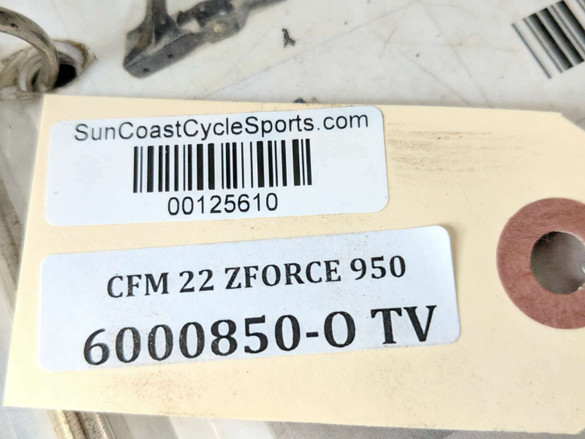 SunCoastCycleSports.com
00125610
CFM 22 ZFORCE 950
6000850-O TV